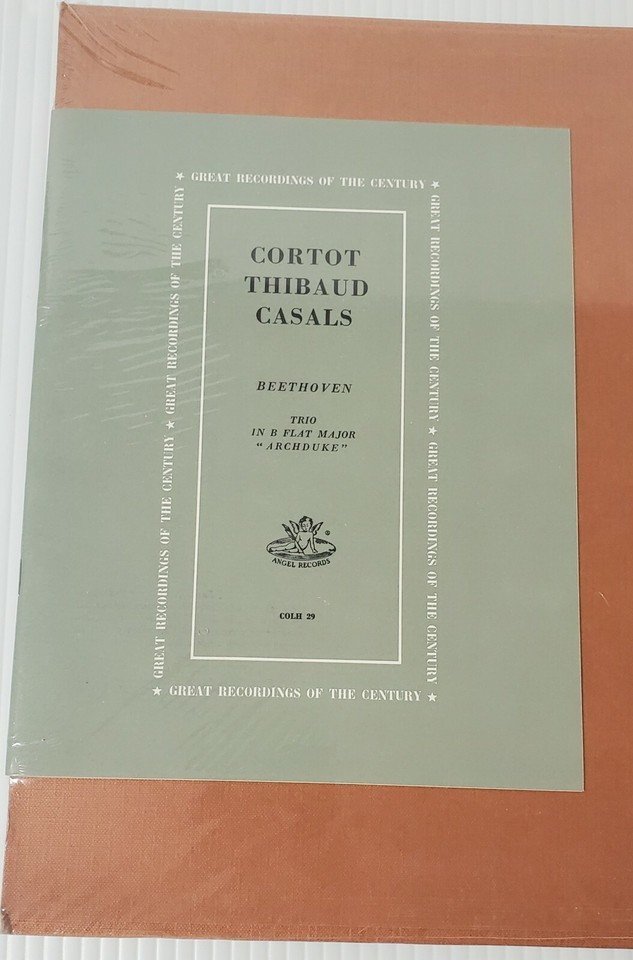 ★ GREAT RECORDINGS OF THE CENTURY ★
GREAT RECORDINGS OF THE CENTURY ★ GREAT RECORDINGS OF THE CENTURY
GREAT RECORDINGS OF THE CENTURY ★ GREAT RECORDINGS OF THE CENTURY
CORTOT
THIBAUD
CASALS
BEETHOVEN
TRIO
IN B FLAT MAJOR
"ARCHDUKE"
®
ANGEL RECORDS
COLH 29
★ GREAT RECORDINGS OF THE CENTURY ★